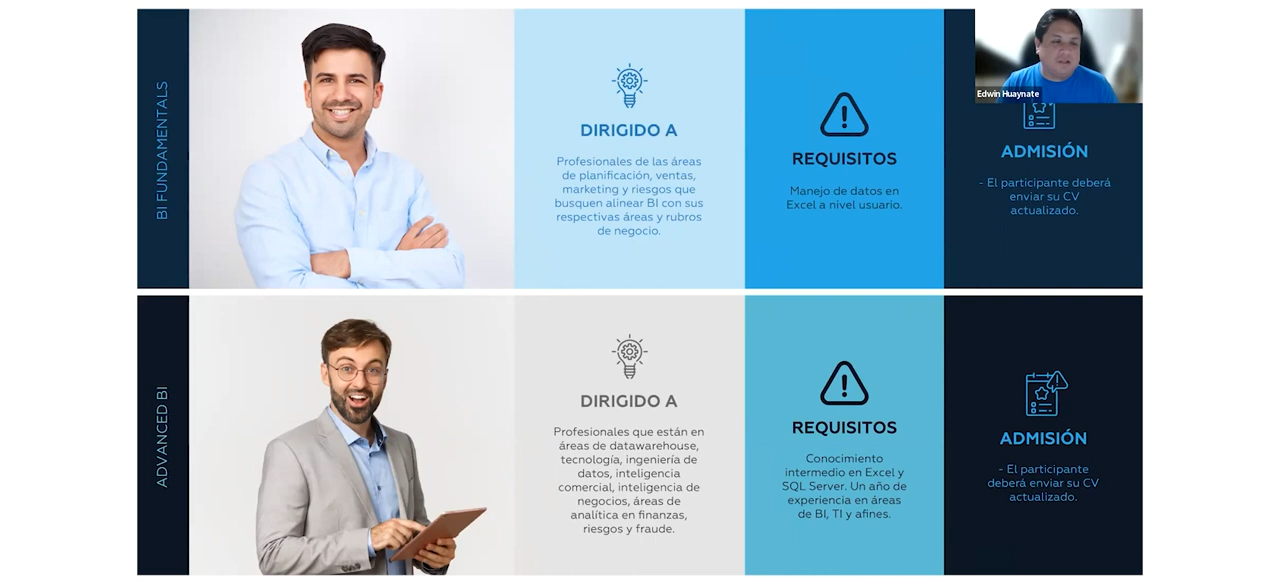 BI FUNDAMENTALS
DIRIGIDO A
Profesionales de las áreas
de planificación, ventas,
marketing y riesgos que
busquen alinear BI con sus
respectivas áreas y rubros
de negocio.
REQUISITOS
Manejo de datos en
Excel a nivel usuario.
Edwin Huaynate
ADMISIÓN
- El participante deberá
enviar su CV
actualizado.
ADVANCED BI
DIRIGIDO A
Profesionales que están en
áreas de datawarehouse,
tecnología, ingeniería de
datos, inteligencia
comercial, inteligencia de
negocios, áreas de
analítica en finanzas,
riesgos y fraude.
REQUISITOS
Conocimiento
intermedio en Excel y
SQL Server. Un año de
experiencia en áreas
de BI, TI y afines.
ADMISIÓN
- El participante
deberá enviar su CV
actualizado.